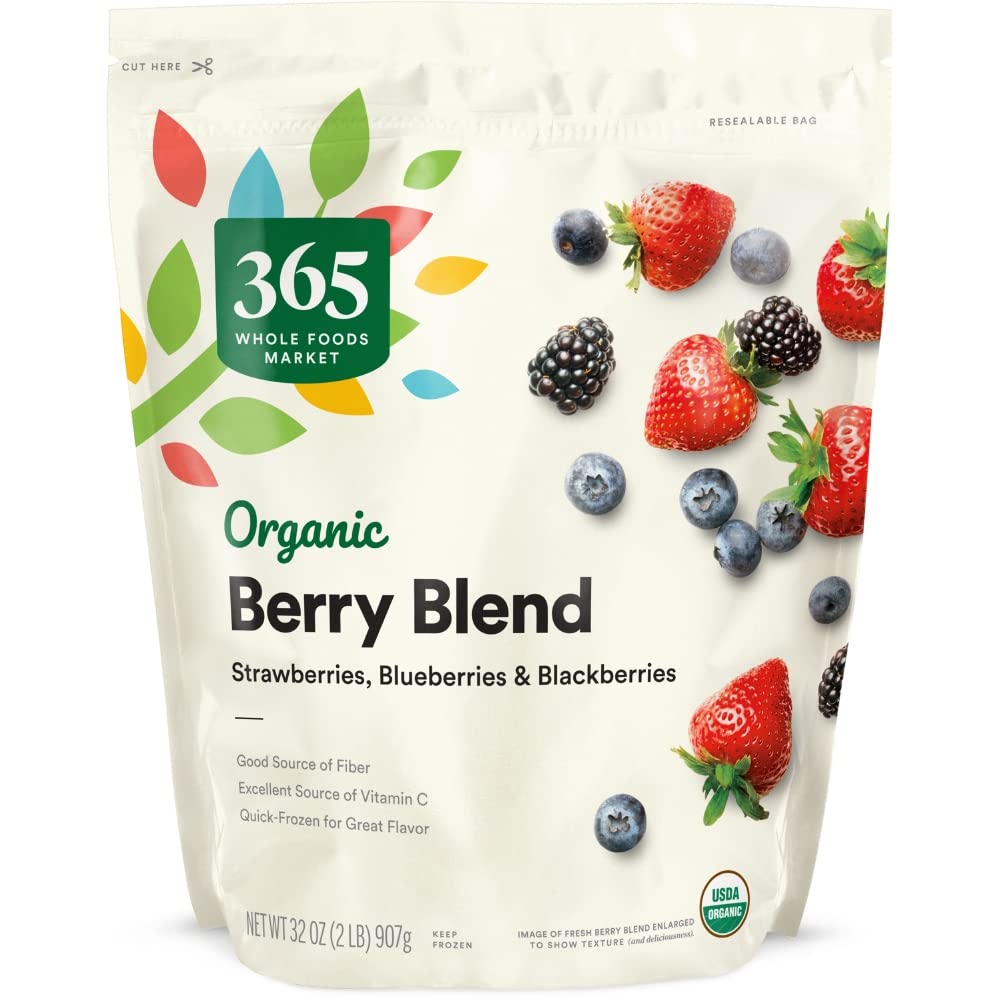 CUT HERE
RESEALABLE BAG
365
WHOLE FOODS
MARKET
Organic
Berry Blend
Strawberries, Blueberries & Blackberries
Good Source of Fiber
Excellent Source of Vitamin C
Quick-Frozen for Great Flavor
NET WT 32 OZ (2 LB) 907g
KEEP
FROZEN
IMAGE OF FRESH BERRY BLEND ENLARGED
TO SHOW TEXTURE (and deliciousness).
USDA
ORGANIC